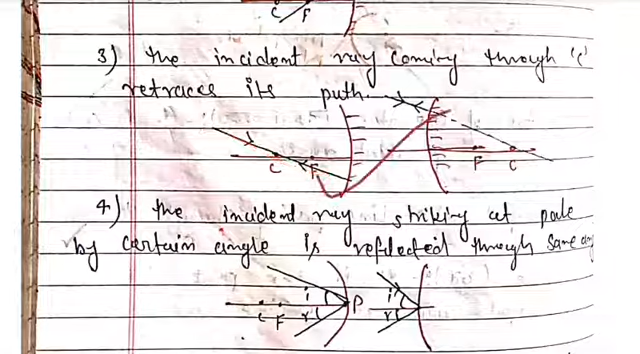 C F
3) the incident ray coming through 'c'
retraces its path.
C F F C
4) the incident ray striking at pole
by certain angle is reflected through same ang
i P i
C F r r